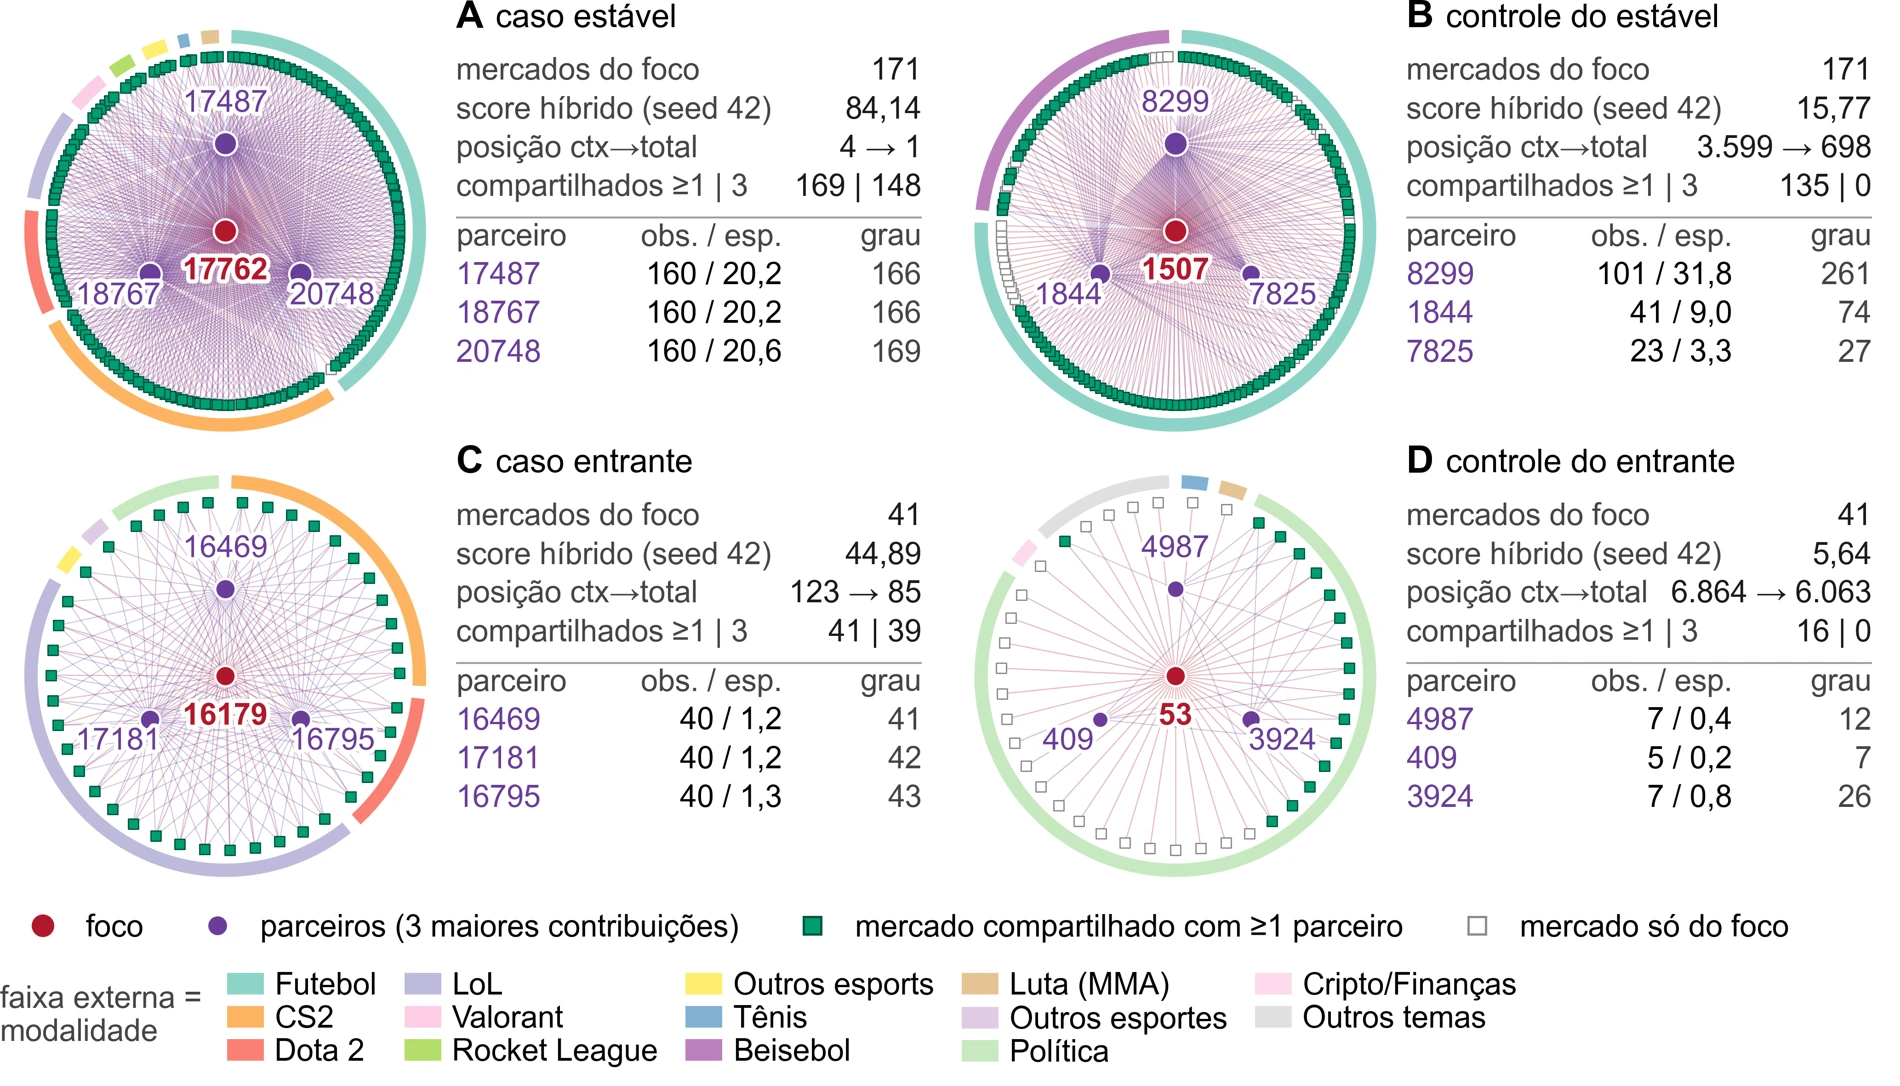 A caso estável
17487
17762
18767
20748
mercados do foco 171
score híbrido (seed 42) 84,14
posição ctx→total 4 → 1
compartilhados ≥1 | 3 169 | 148
parceiro obs. / esp. grau
17487 160 / 20,2 166
18767 160 / 20,2 166
20748 160 / 20,6 169
B controle do estável
8299
1507
1844
7825
mercados do foco 171
score híbrido (seed 42) 15,77
posição ctx→total 3.599 → 698
compartilhados ≥1 | 3 135 | 0
parceiro obs. / esp. grau
8299 101 / 31,8 261
1844 41 / 9,0 74
7825 23 / 3,3 27
C caso entrante
16469
16179
17181
16795
mercados do foco 41
score híbrido (seed 42) 44,89
posição ctx→total 123 → 85
compartilhados ≥1 | 3 41 | 39
parceiro obs. / esp. grau
16469 40 / 1,2 41
17181 40 / 1,2 42
16795 40 / 1,3 43
D controle do entrante
4987
53
409
3924
mercados do foco 41
score híbrido (seed 42) 5,64
posição ctx→total 6.864 → 6.063
compartilhados ≥1 | 3 16 | 0
parceiro obs. / esp. grau
4987 7 / 0,4 12
409 5 / 0,2 7
3924 7 / 0,8 26
foco parceiros (3 maiores contribuições) mercado compartilhado com ≥1 parceiro mercado só do foco
faixa externa =
modalidade
Futebol LoL Outros esports Luta (MMA) Cripto/Finanças
CS2 Valorant Tênis Outros esportes Outros temas
Dota 2 Rocket League Beisebol Política